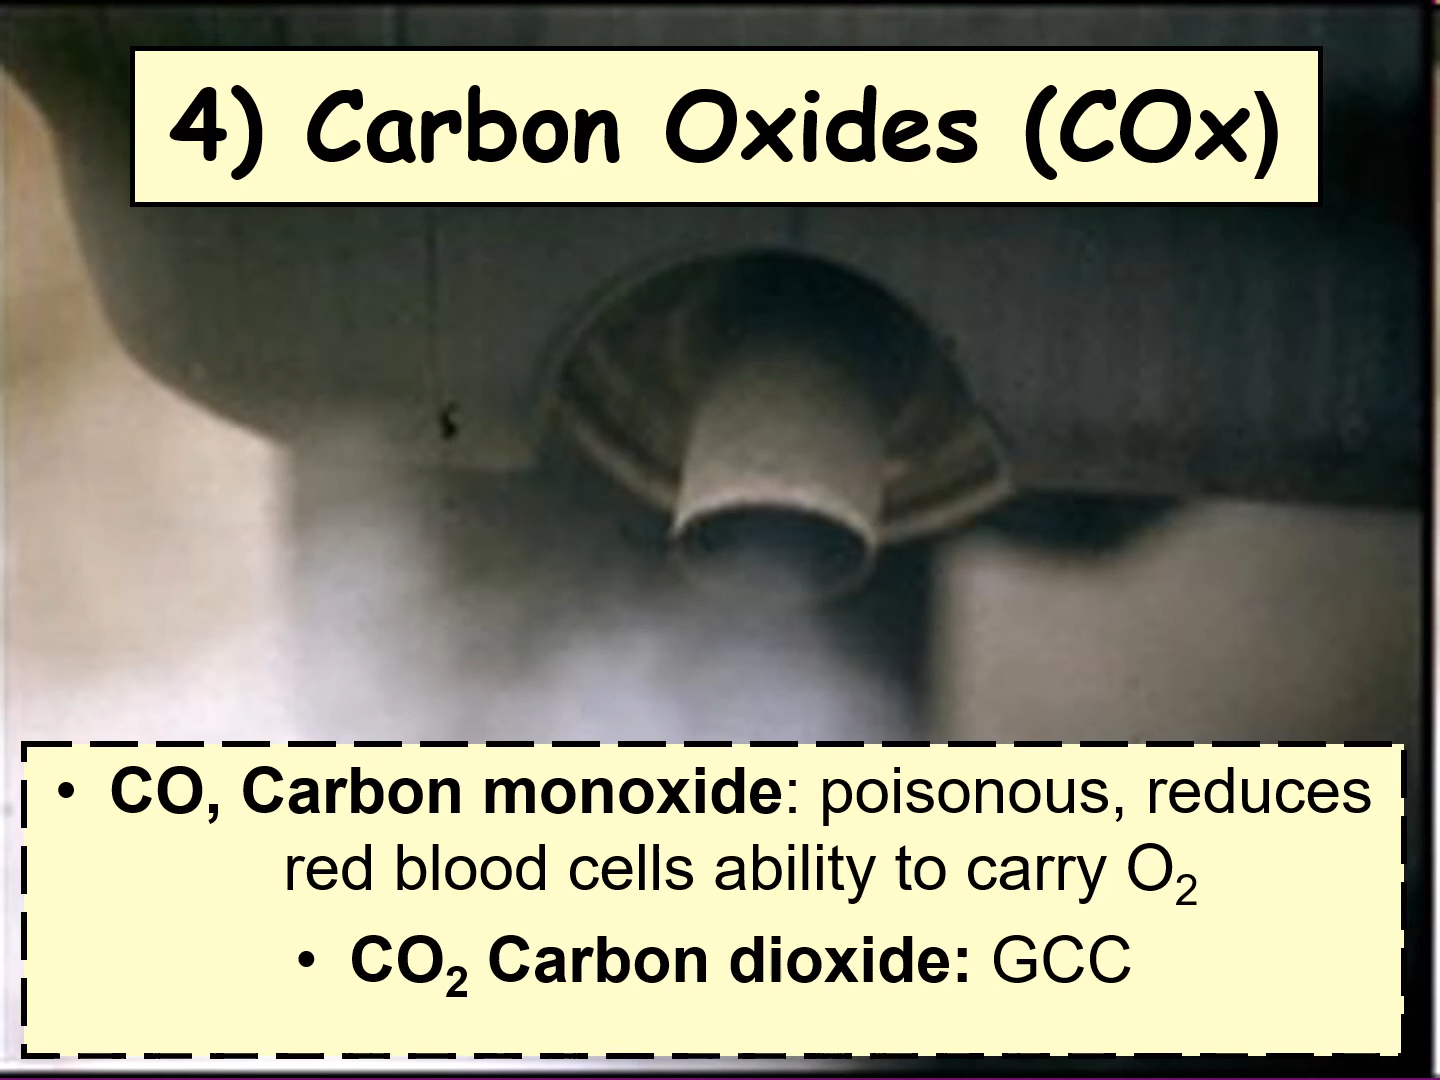 4) Carbon Oxides (COx)
• CO, Carbon monoxide: poisonous, reduces
red blood cells ability to carry O₂
• CO₂ Carbon dioxide: GCC